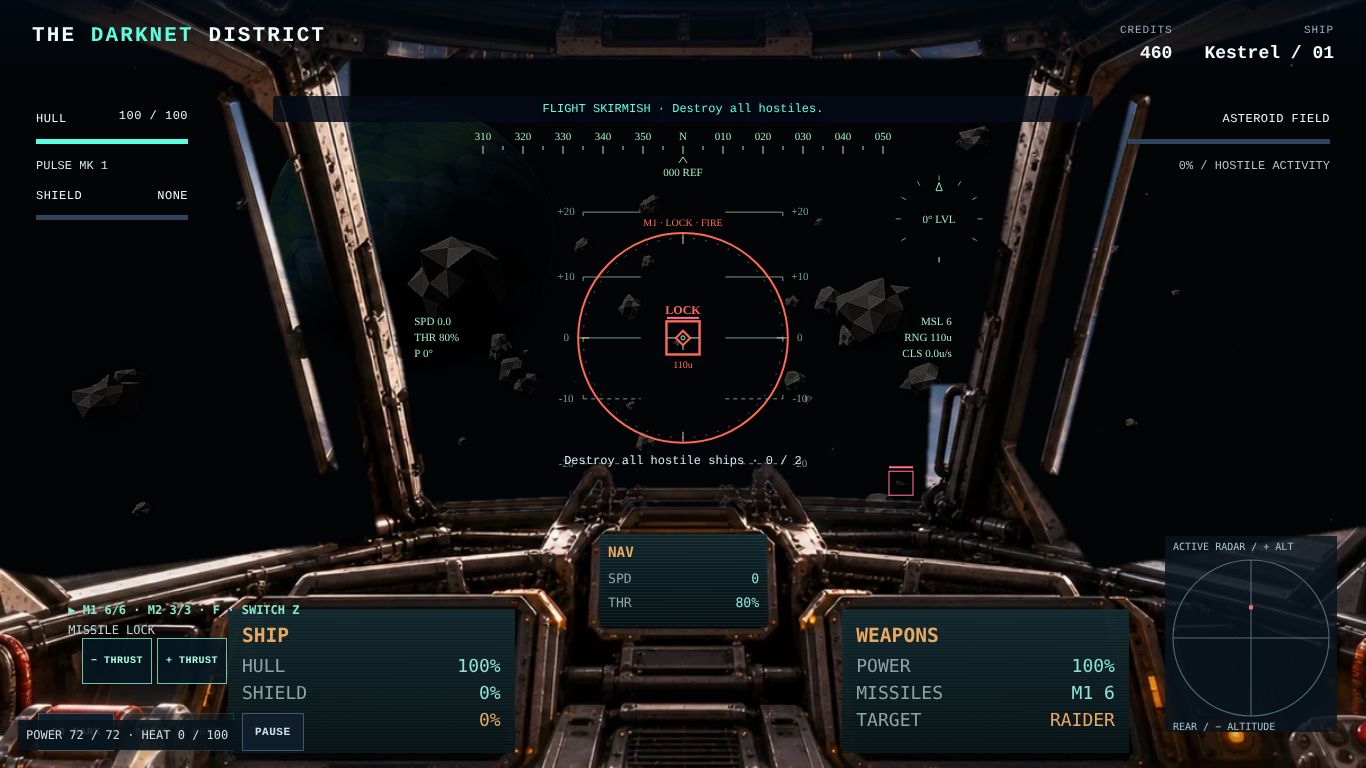 THE DARKNET DISTRICT
CREDITS
460
SHIP
Kestrel / 01
HULL 100 / 100
PULSE MK 1
SHIELD NONE
FLIGHT SKIRMISH · Destroy all hostiles.
ASTEROID FIELD
0% / HOSTILE ACTIVITY
310 320 330 340 350 N 010 020 030 040 050
000 REF
0° LVL
+20 +20
M1 · LOCK · FIRE
+10 +10
LOCK
0 0
110u
-10 -10
SPD 0.0
THR 80%
P 0°
MSL 6
RNG 110u
CLS 0.0u/s
Destroy all hostile ships · 0 / 2
-20 -20
NAV
SPD 0
THR 80%
▶ M1 6/6 · M2 3/3 · F · SWITCH Z
MISSILE LOCK
− THRUST
+ THRUST
POWER 72 / 72 · HEAT 0 / 100
SHIP
HULL 100%
SHIELD 0%
0%
PAUSE
WEAPONS
POWER 100%
MISSILES M1 6
TARGET RAIDER
ACTIVE RADAR / + ALT
REAR / − ALTITUDE